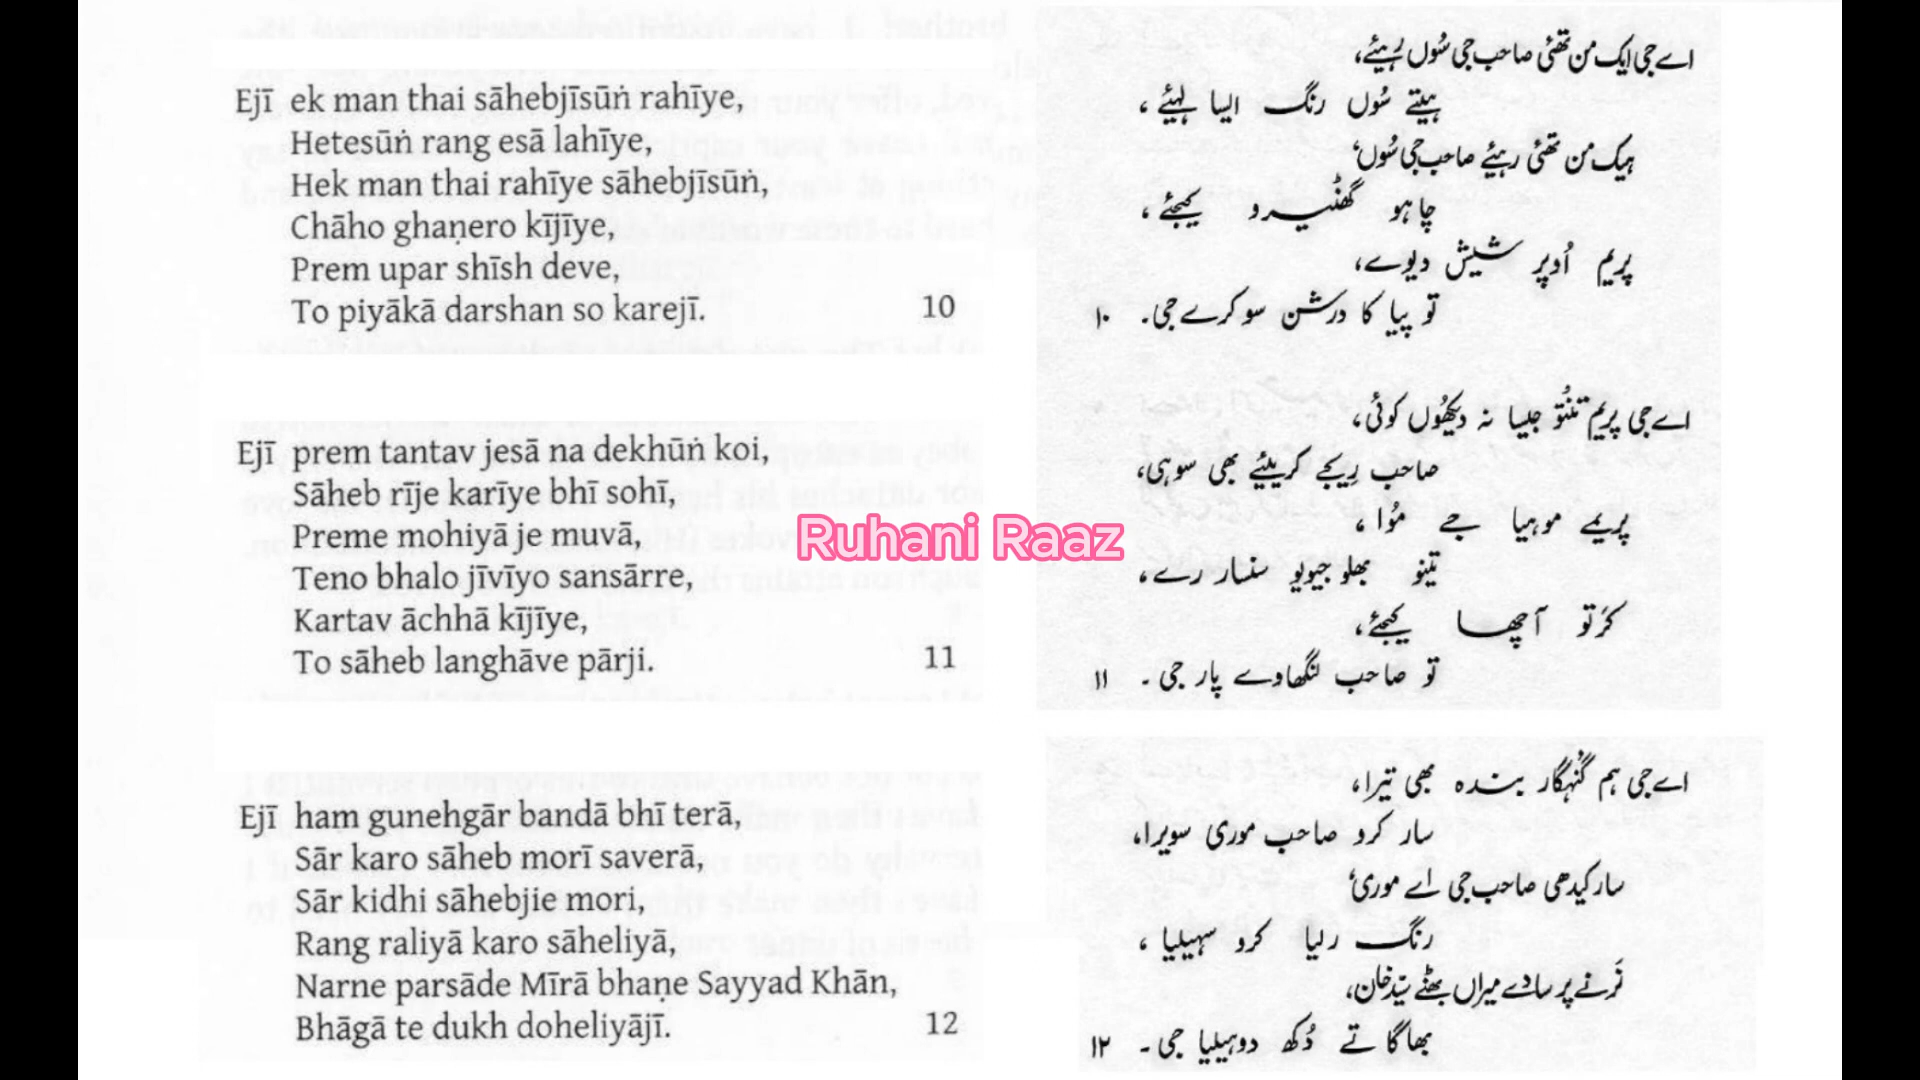 Ejī ek man thai sāhebjīsūṅ rahīye,
Hetesūṅ rang esā lahīye,
Hek man thai rahīye sāhebjīsūṅ,
Chāho ghaṇero kījīye,
Prem upar shīsh deve,
To piyākā darshan so karejī. 10
Ejī prem tantav jesā na dekhūṅ koi,
Sāheb rīje karīye bhī sohī,
Preme mohiyā je muvā,
Teno bhalo jīvīyo sansārre,
Kartav āchhā kījīye,
To sāheb langhāve pārji. 11
Ejī ham gunehgār bandā bhī terā,
Sār karo sāheb morī saverā,
Sār kidhi sāhebjie mori,
Rang raliyā karo sāheliyā,
Narne parsāde Mīrā bhaṇe Sayyad Khān,
Bhāgā te dukh doheliyājī. 12
اے جی ایک من تھئی صاحب جی سُوں رہیئے،
ہیتے سُوں رنگ ایسا لہیئے،
ہیک من تھئی رہیئے صاحب جی سُوں،
چاہو گھنیرو کیجیئے،
پریم اُوپر شیش دیوے،
تو پیا کا درشن سو کرے جی۔ ۱۰
اے جی پریم تنتو جیسا نہ دیکھوں کوئی،
صاحب رِیجے کریئے بھی سوہی،
پریمے موہیا جے مُوا،
تینو بھلو جیویو سنسار رے،
کرتو آچھا کیجیئے،
تو صاحب لنگھاوے پار جی۔ ۱۱
اے جی ہم گنہگار بندہ بھی تیرا،
سار کرو صاحب موری سویرا،
سار کیدھی صاحب جی اے موری،
رنگ رلیا کرو سہیلیا،
نَرنے پرسادے میراں بھنے سیّد خان،
بھاگا تے دُکھ دوہیلیا جی۔ ۱۲
Ruhani Raaz